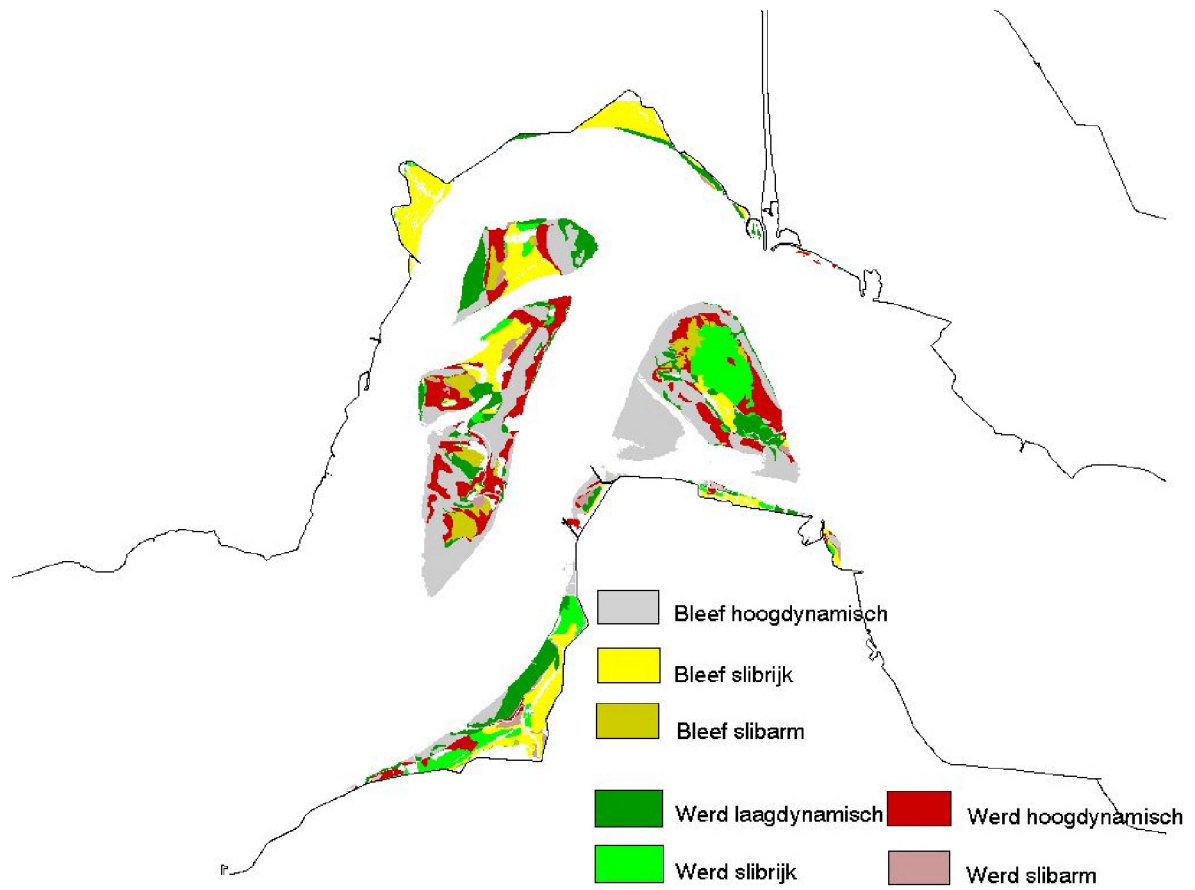 Bleef hoogdynamisch
Bleef slibrijk
Bleef slibarm
Werd laagdynamisch
Werd hoogdynamisch
Werd slibrijk
Werd slibarm